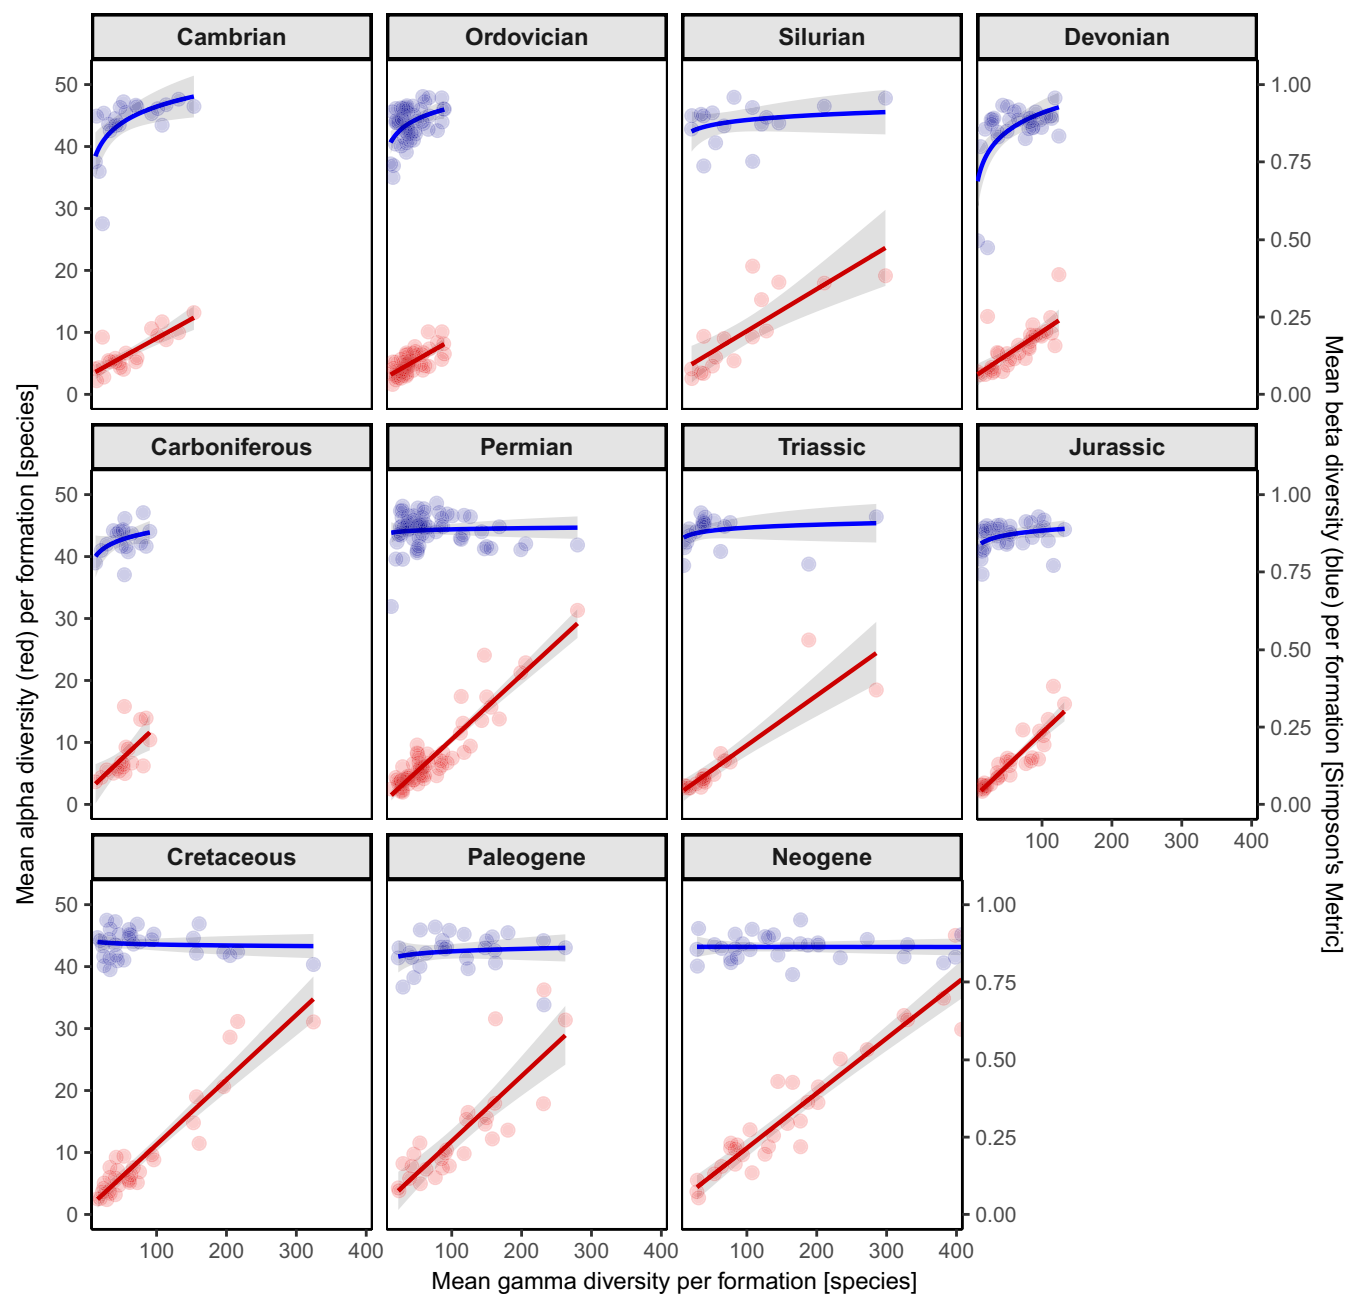 Cambrian
Ordovician
Silurian
Devonian
50
40
30
20
10
0
1.00
0.75
0.50
0.25
0.00
Carboniferous
Permian
Triassic
Jurassic
50
40
30
20
10
0
1.00
0.75
0.50
0.25
0.00
100 200 300 400
Cretaceous
Paleogene
Neogene
50
40
30
20
10
0
1.00
0.75
0.50
0.25
0.00
100 200 300 400
100 200 300 400
100 200 300 400
Mean gamma diversity per formation [species]
Mean alpha diversity (red) per formation [species]
Mean beta diversity (blue) per formation [Simpson's Metric]